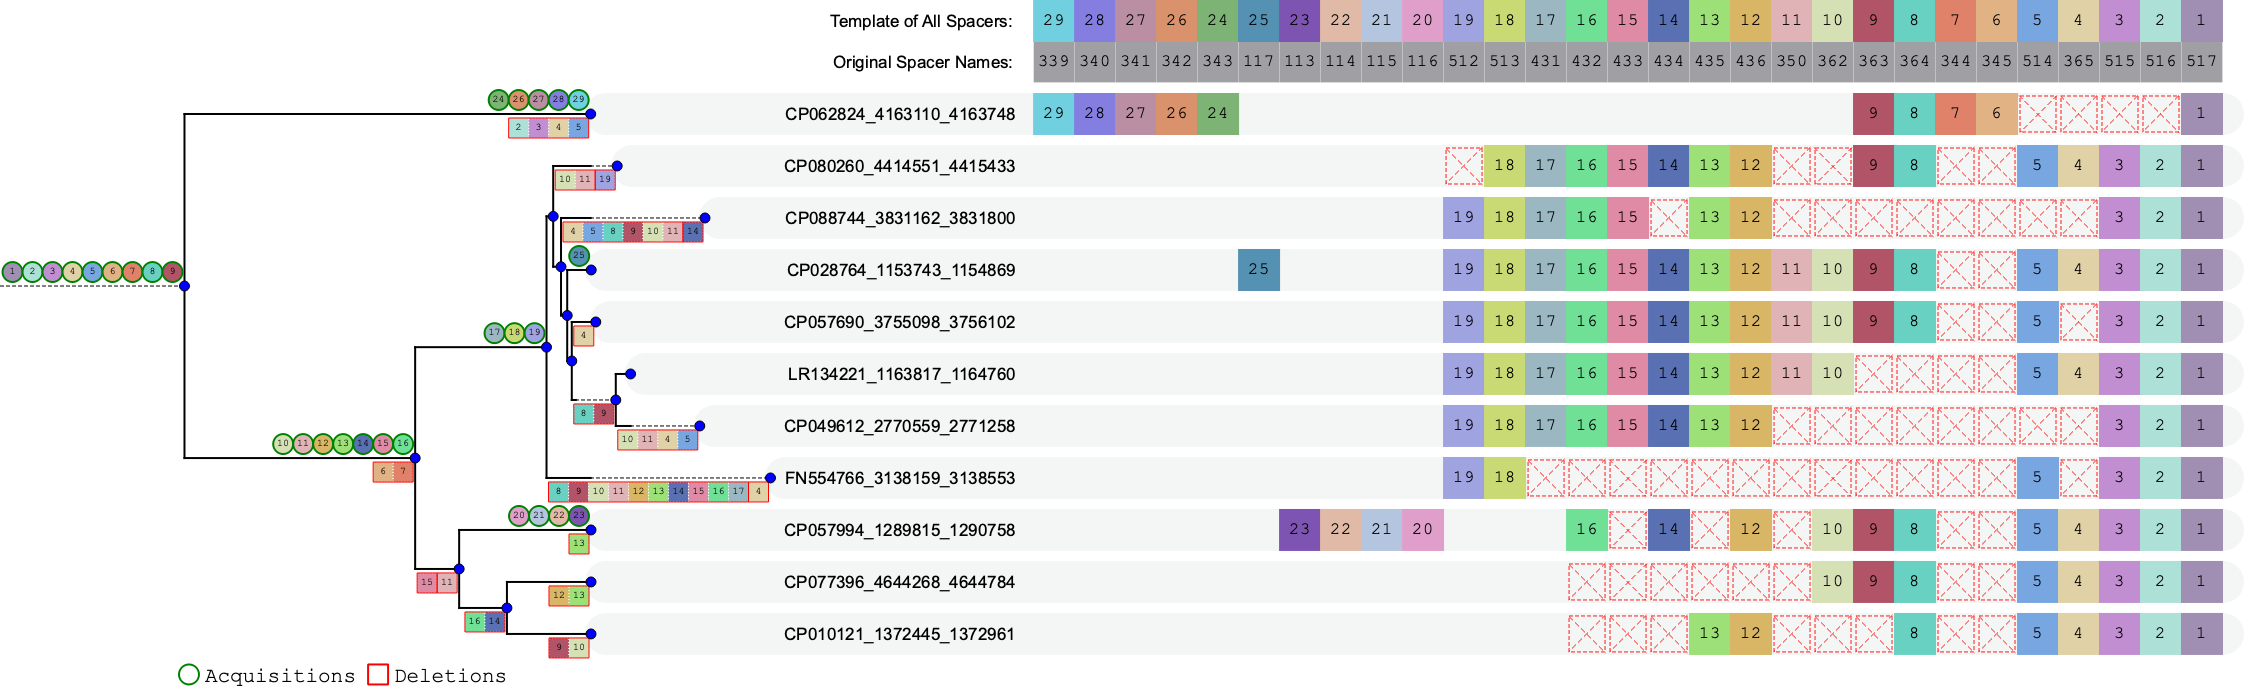 Template of All Spacers: 29 28 27 26 24 25 23 22 21 20 19 18 17 16 15 14 13 12 11 10 9 8 7 6 5 4 3 2 1
Original Spacer Names: 339 340 341 342 343 117 113 114 115 116 512 513 431 432 433 434 435 436 350 362 363 364 344 345 514 365 515 516 517
24 26 27 28 29
CP062824_4163110_4163748 29 28 27 26 24 9 8 7 6 1
2 3 4 5
CP080260_4414551_4415433 18 17 16 15 14 13 12 9 8 5 4 3 2 1
10 11 19
CP088744_3831162_3831800 19 18 17 16 15 13 12 3 2 1
4 5 8 9 10 11 14
25
CP028764_1153743_1154869 25 19 18 17 16 15 14 13 12 11 10 9 8 5 4 3 2 1
1 2 3 4 5 6 7 8 9
CP057690_3755098_3756102 19 18 17 16 15 14 13 12 11 10 9 8 5 3 2 1
17 18 19
4
LR134221_1163817_1164760 19 18 17 16 15 14 13 12 11 10 5 4 3 2 1
8 9
CP049612_2770559_2771258 19 18 17 16 15 14 13 12 3 2 1
10 11 4 5
10 11 12 13 14 15 16
6 7
FN554766_3138159_3138553 19 18 5 3 2 1
8 9 10 11 12 13 14 15 16 17 4
20 21 22 23
CP057994_1289815_1290758 23 22 21 20 16 14 12 10 9 8 5 4 3 2 1
13
CP077396_4644268_4644784 10 9 8 5 4 3 2 1
15 11
12 13
16 14
CP010121_1372445_1372961 13 12 8 5 4 3 2 1
9 10
Acquisitions Deletions